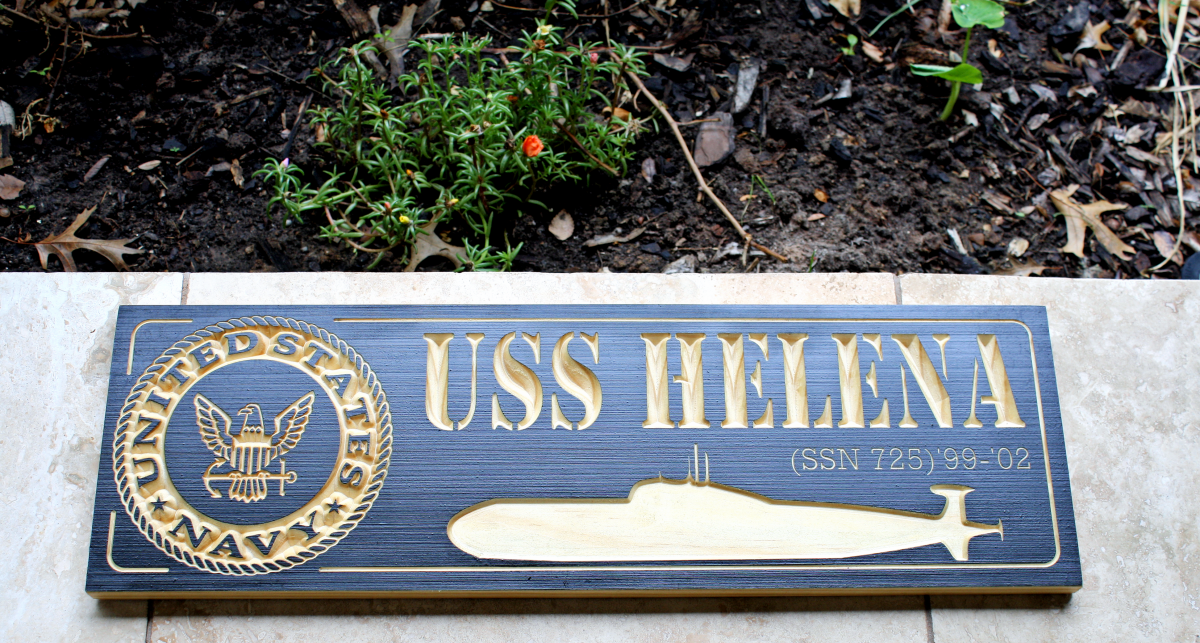 UNITED STATES
NAVY
USS HELENA
(SSN 725)'99-'02